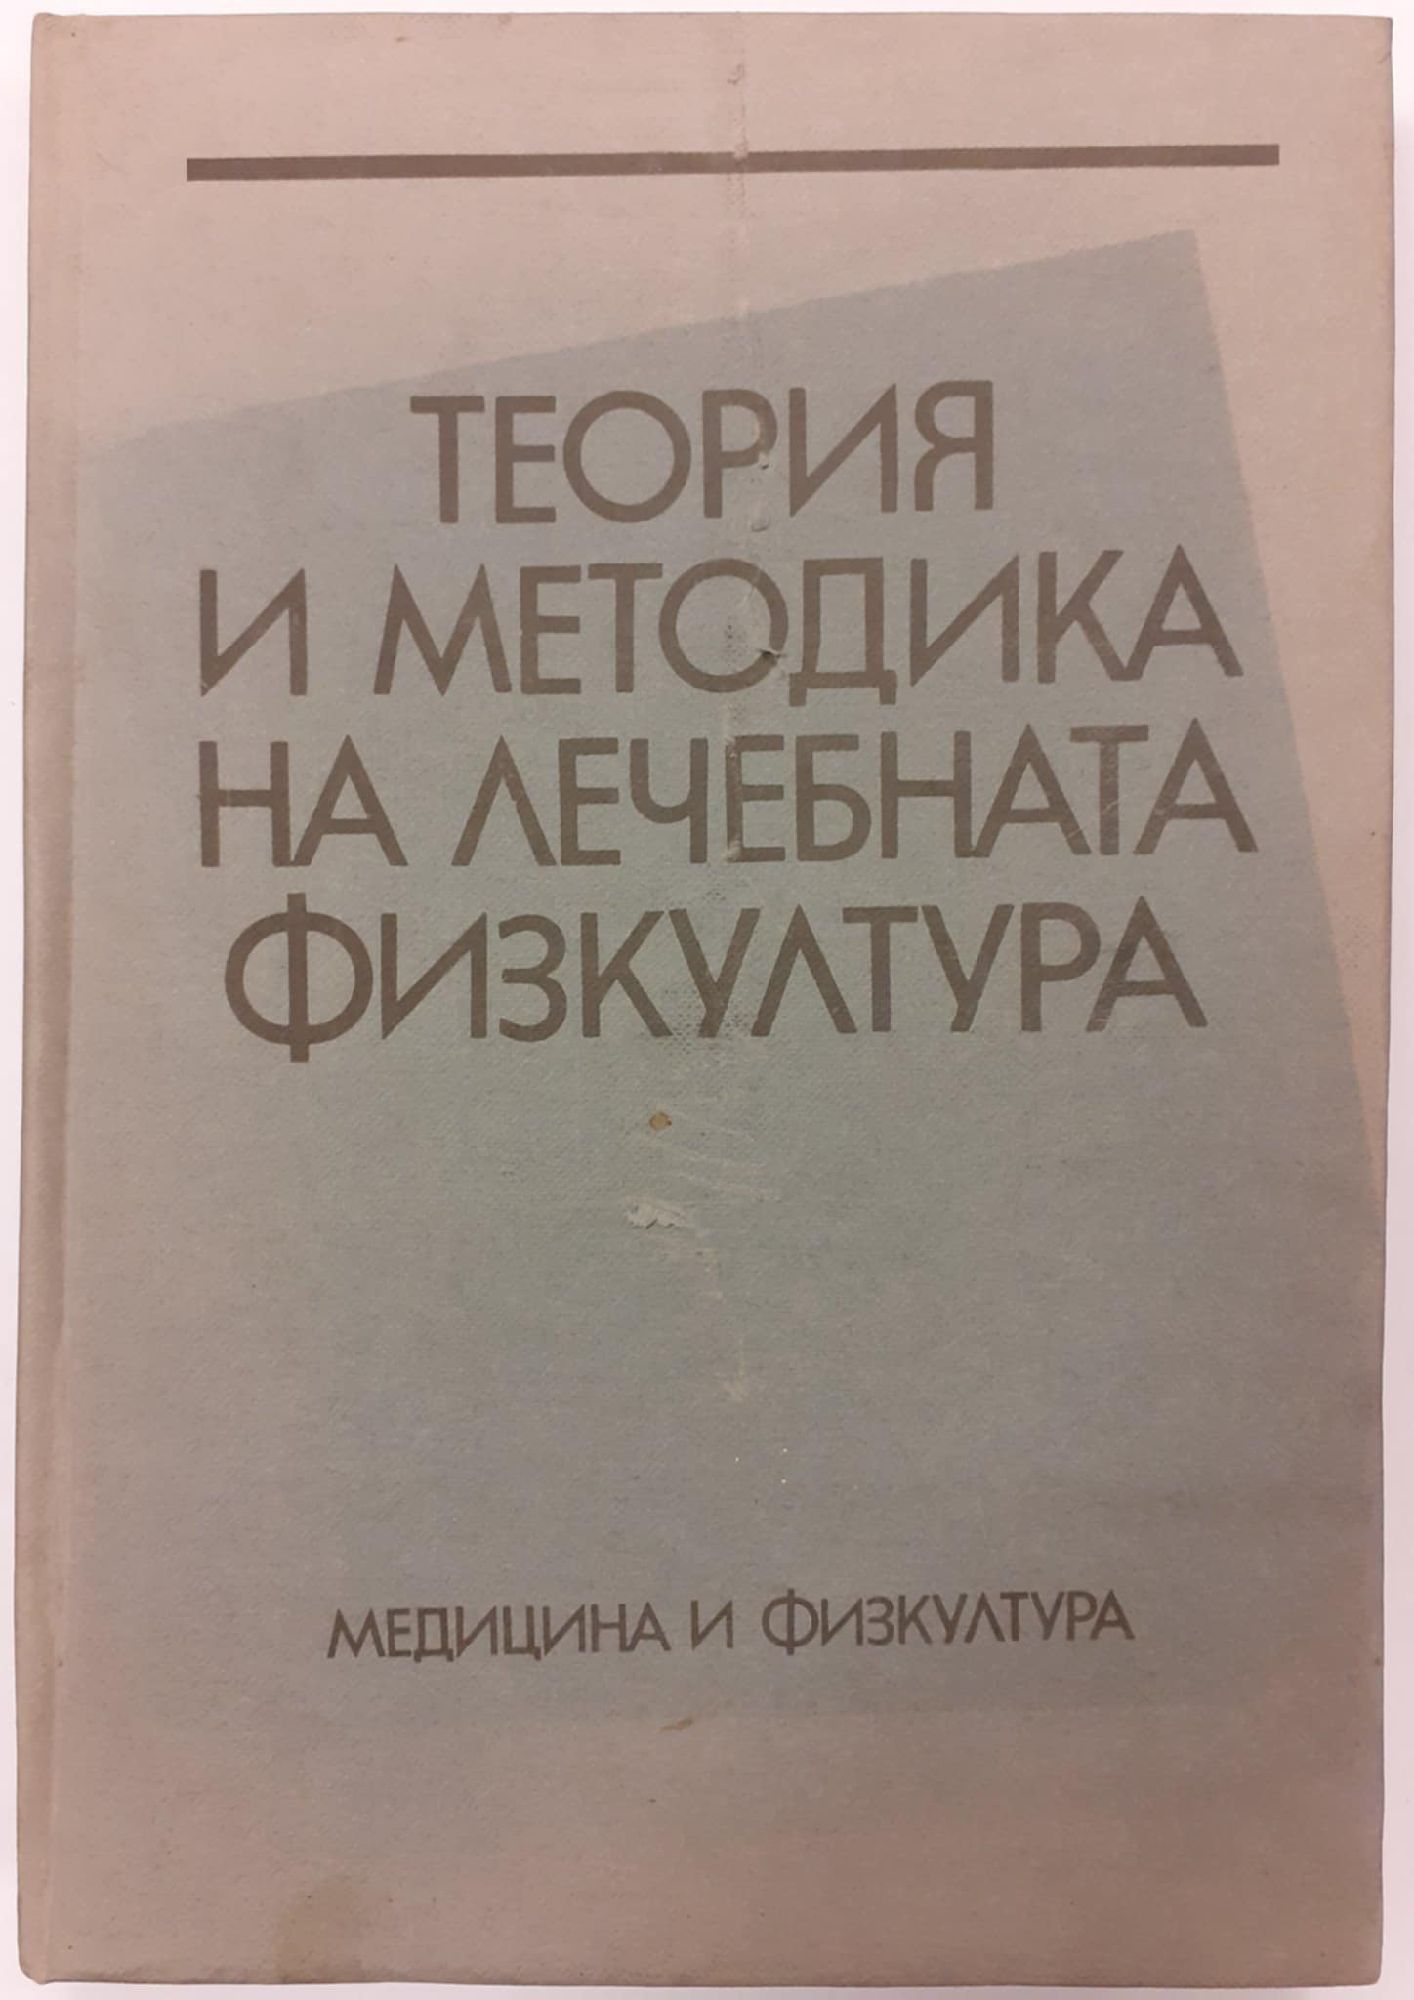 ТЕОРИЯ
И МЕТОДИКА
НА ЛЕЧЕБНАТА
ФИЗКУЛТУРА
МЕДИЦИНА И ФИЗКУЛТУРА